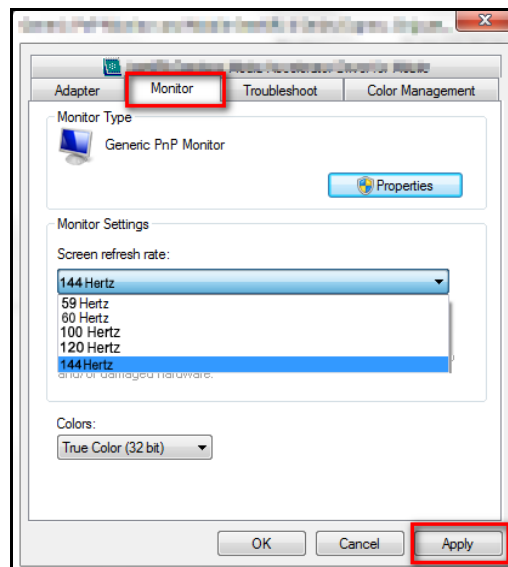 Adapter
Monitor
Troubleshoot
Color Management
Monitor Type
Generic PnP Monitor
Properties
Monitor Settings
Screen refresh rate:
144 Hertz
59 Hertz
60 Hertz
100 Hertz
120 Hertz
144 Hertz
and/or damaged hardware.
Colors:
True Color (32 bit)
OK
Cancel
Apply